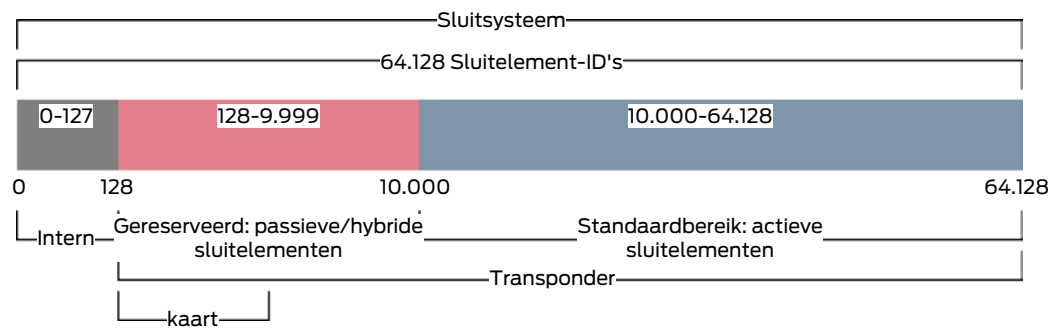 Sluitsysteem
64.128 Sluitelement-ID's
0-127 128-9.999 10.000-64.128
0 128 10.000 64.128
Intern Gereserveerd: passieve/hybride Standaardbereik: actieve
sluitelementen sluitelementen
Transponder
kaart